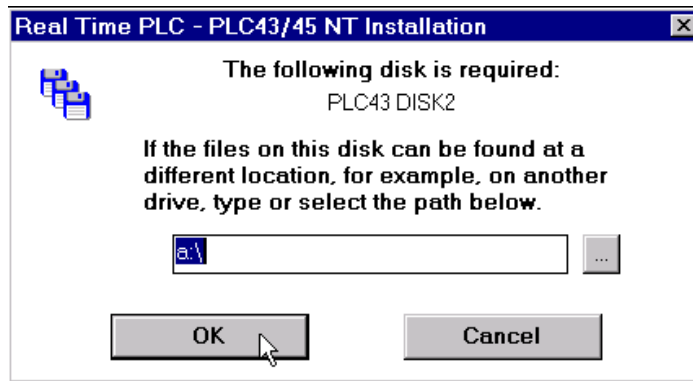 Real Time PLC - PLC43/45 NT Installation
The following disk is required:
PLC43 DISK2
If the files on this disk can be found at a
different location, for example, on another
drive, type or select the path below.
a:\
...
OK
Cancel